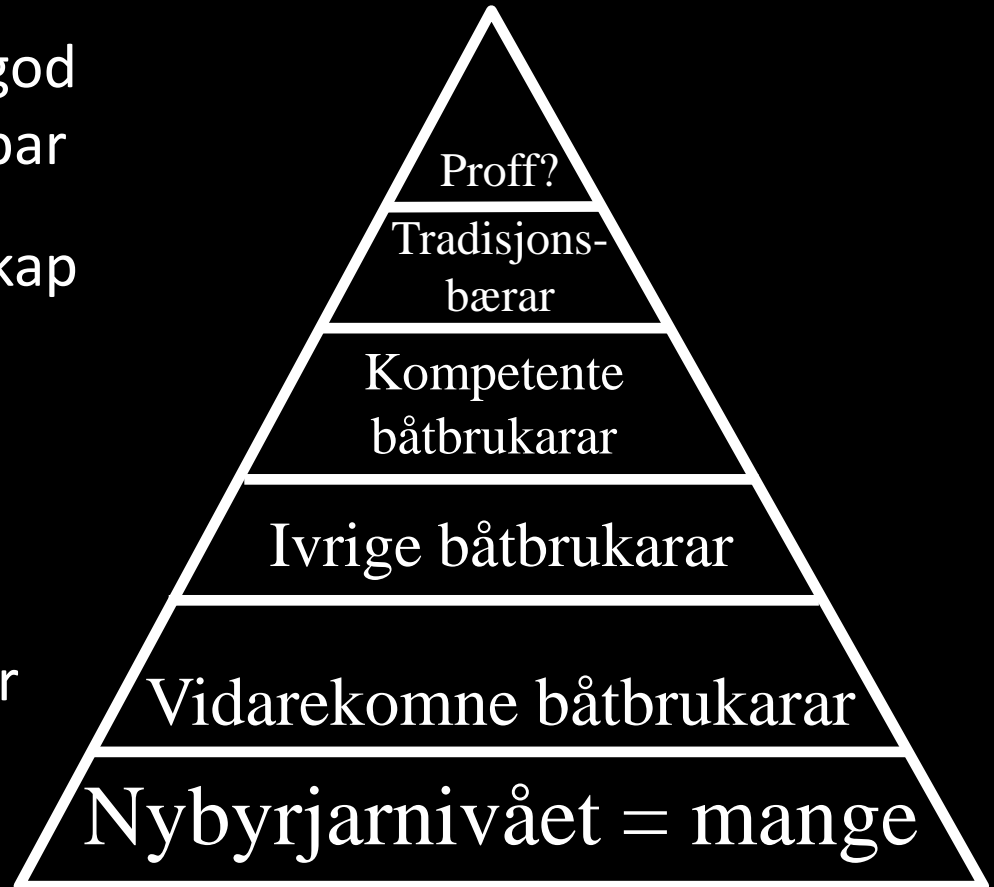 god
bar
kap
r
Proff?
Tradisjons-
bærar
Kompetente
båtbrukarar
Ivrige båtbrukarar
Vidarekomne båtbrukarar
Nybyrjarnivået = mange